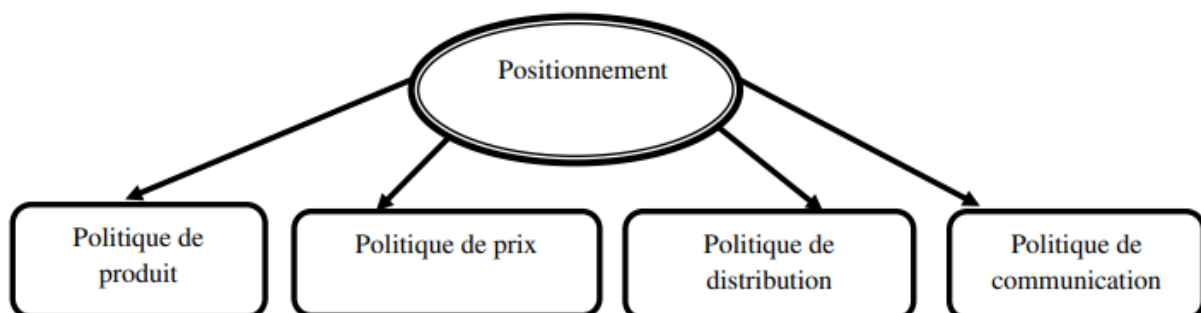 Positionnement
Politique de
produit
Politique de prix
Politique de
distribution
Politique de
communication